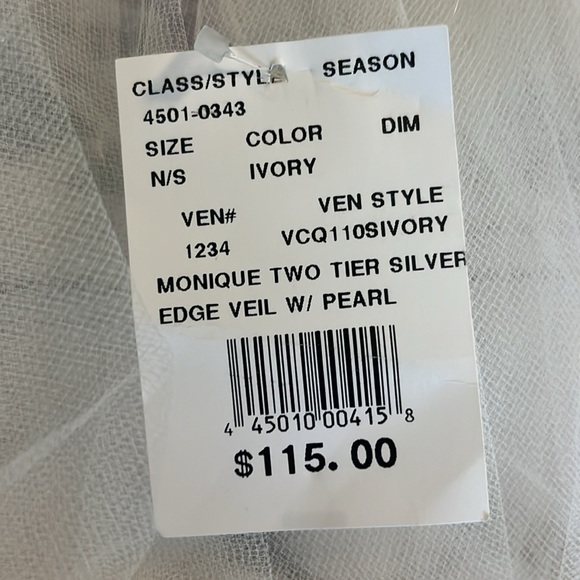 CLASS/STYLE SEASON
4501-0343
SIZE COLOR DIM
N/S IVORY
VEN# VEN STYLE
1234 VCQ110SIVORY
MONIQUE TWO TIER SILVER
EDGE VEIL W/ PEARL
4 45010 00415 8
$115.00